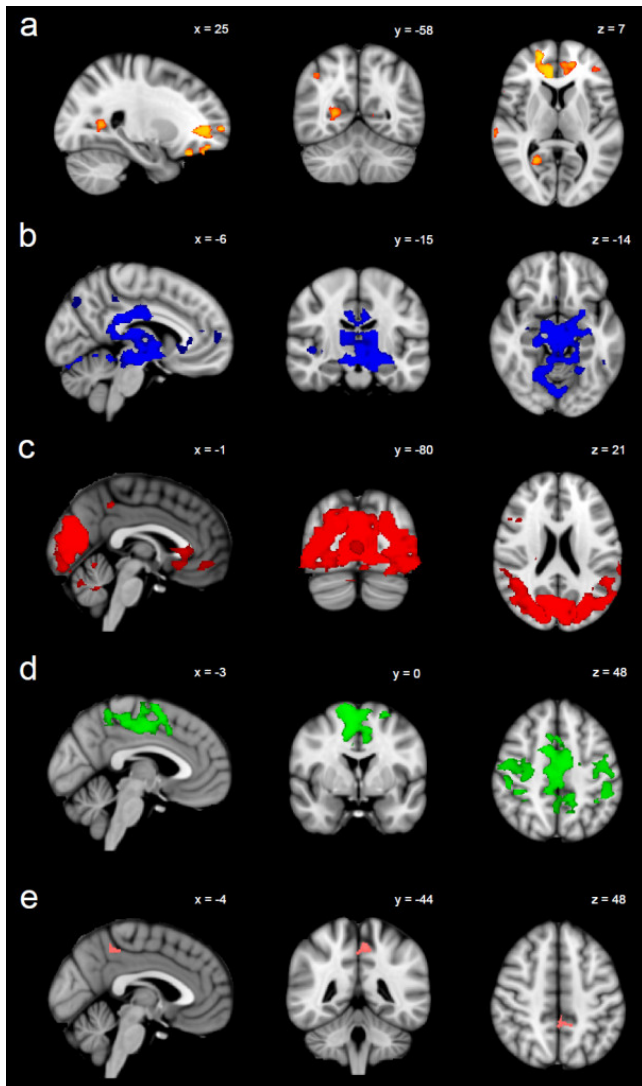 a
x = 25
y = -58
z = 7
b
x = -6
y = -15
z = -14
c
x = -1
y = -80
z = 21
d
x = -3
y = 0
z = 48
e
x = -4
y = -44
z = 48